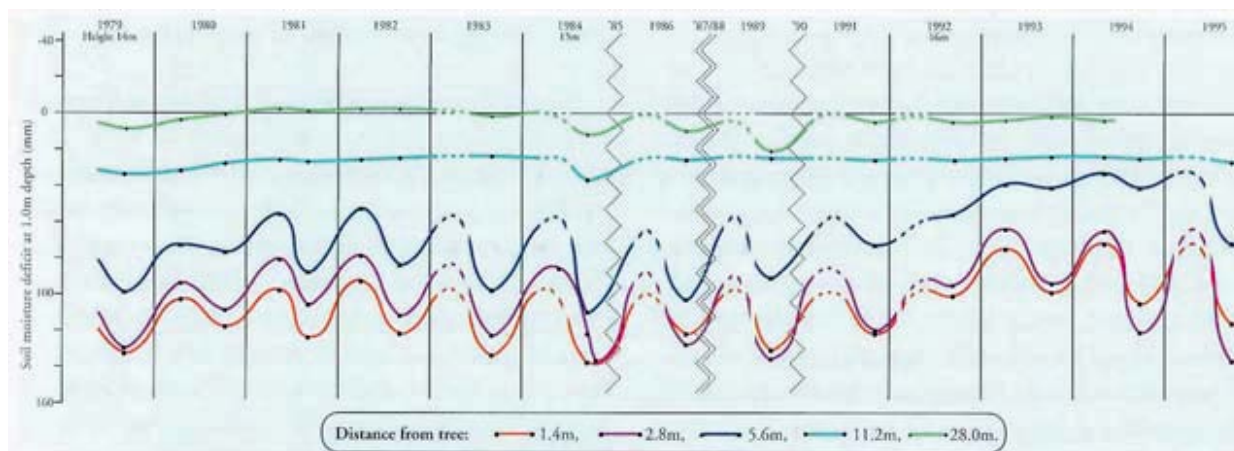 1979 1980 1981 1982 1983 1984 '85 1986 '87/88 1989 '90 1991 1992 1993 1994 1995
Height 14m 15m 16m
-40
0
100
160
Soil moisture deficit at 1.0m depth (mm)
Distance from tree: 1.4m, 2.8m, 5.6m, 11.2m, 28.0m.